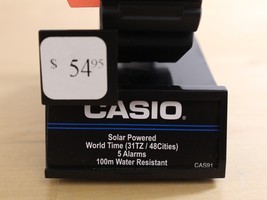 $ 54.95
CASIO®
Solar Powered
World Time (31TZ / 48Cities)
5 Alarms
100m Water Resistant
CAS91